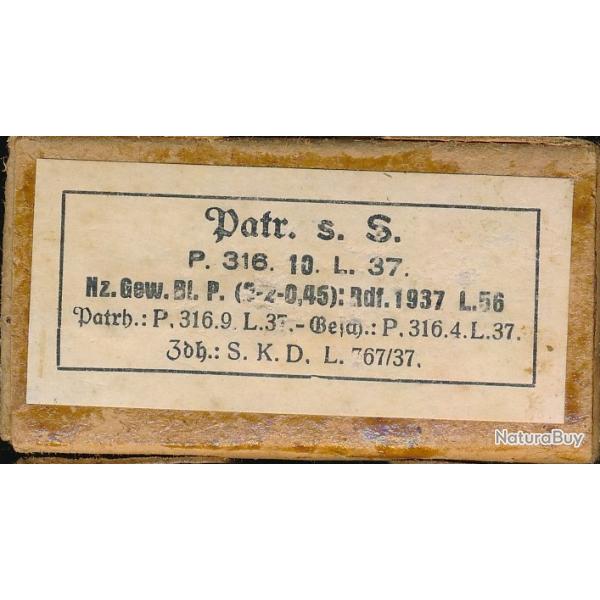 Patr. s. S.
P. 316. 10. L. 37.
Nz. Gew. Bl. P. (2-2-0,45): Rdf. 1937 L.56
Patrh.: P. 316.9. L.37.-Gesch.: P. 316.4.L.37.
Zdh.: S. K. D. L. 767/37.
NaturaBuy